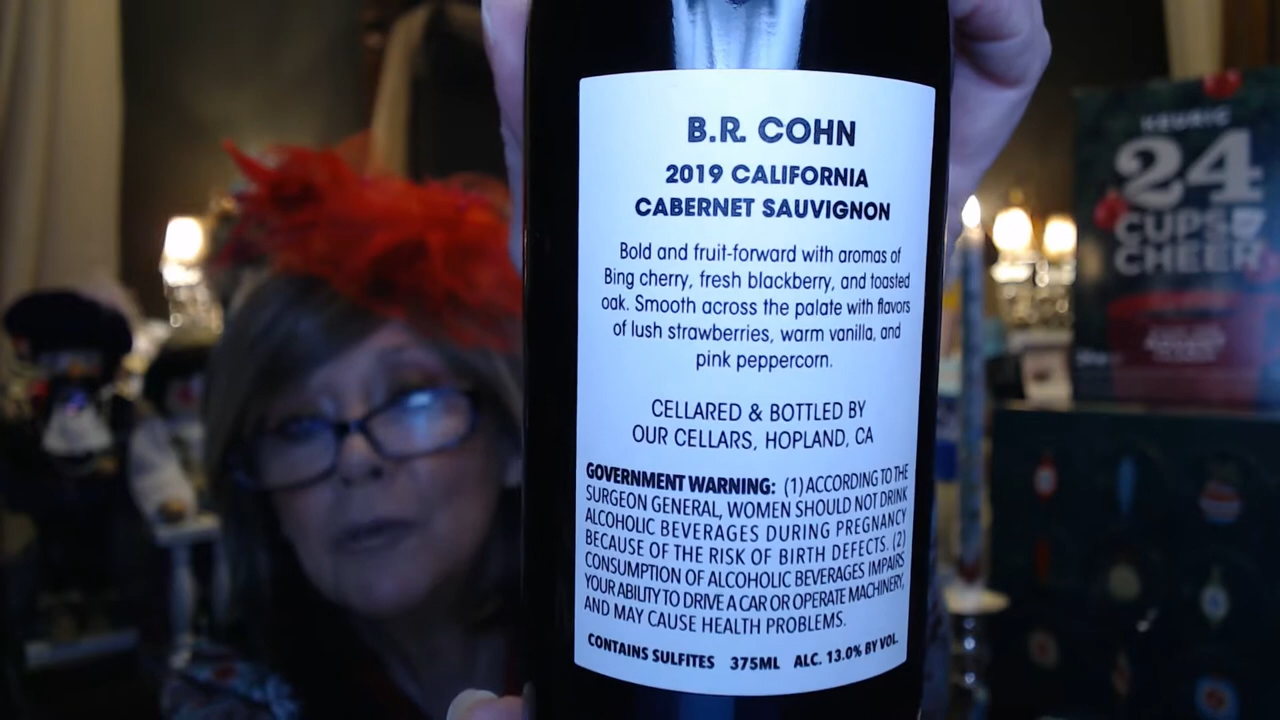 B.R. COHN
2019 CALIFORNIA
CABERNET SAUVIGNON
Bold and fruit-forward with aromas of
Bing cherry, fresh blackberry, and toasted
oak. Smooth across the palate with flavors
of lush strawberries, warm vanilla, and
pink peppercorn.
CELLARED & BOTTLED BY
OUR CELLARS, HOPLAND, CA
GOVERNMENT WARNING: (1) ACCORDING TO THE
SURGEON GENERAL, WOMEN SHOULD NOT DRINK
ALCOHOLIC BEVERAGES DURING PREGNANCY
BECAUSE OF THE RISK OF BIRTH DEFECTS. (2)
CONSUMPTION OF ALCOHOLIC BEVERAGES IMPAIRS
YOUR ABILITY TO DRIVE A CAR OR OPERATE MACHINERY,
AND MAY CAUSE HEALTH PROBLEMS.
CONTAINS SULFITES 375ML ALC. 13.0% BY VOL.
KEURIG
24
CUPS OF
CHEER